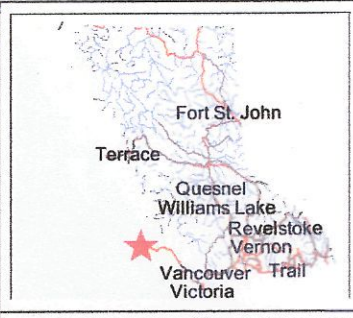 Fort St. John
Terrace
Quesnel
Williams Lake
Revelstoke
Vernon
Vancouver Trail
Victoria